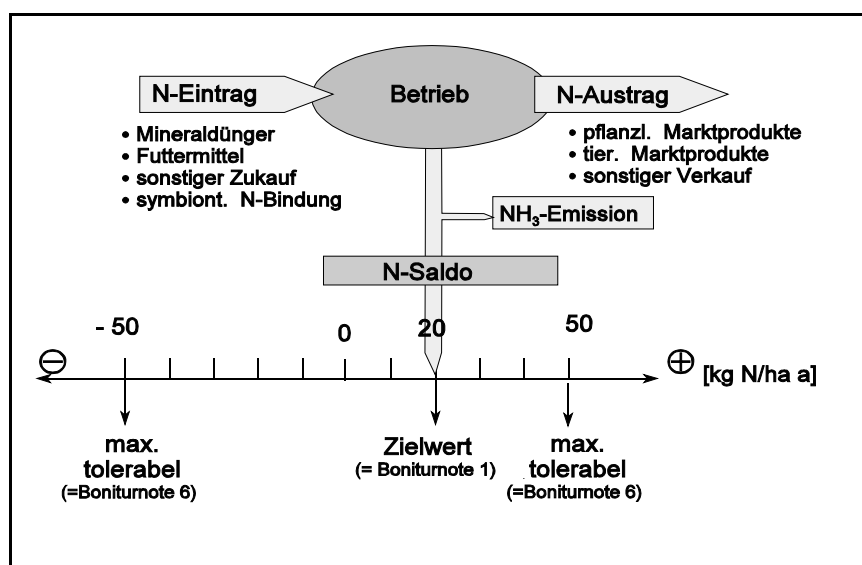 N-Eintrag
Betrieb
N-Austrag
• Mineraldünger
• Futtermittel
• sonstiger Zukauf
• symbiont. N-Bindung
• pflanzl. Marktprodukte
• tier. Marktprodukte
• sonstiger Verkauf
NH₃-Emission
N-Saldo
- 50
0
20
50
⊖
⊕
[kg N/ha a]
max.
tolerabel
(=Boniturnote 6)
Zielwert
(= Boniturnote 1)
max.
tolerabel
(=Boniturnote 6)